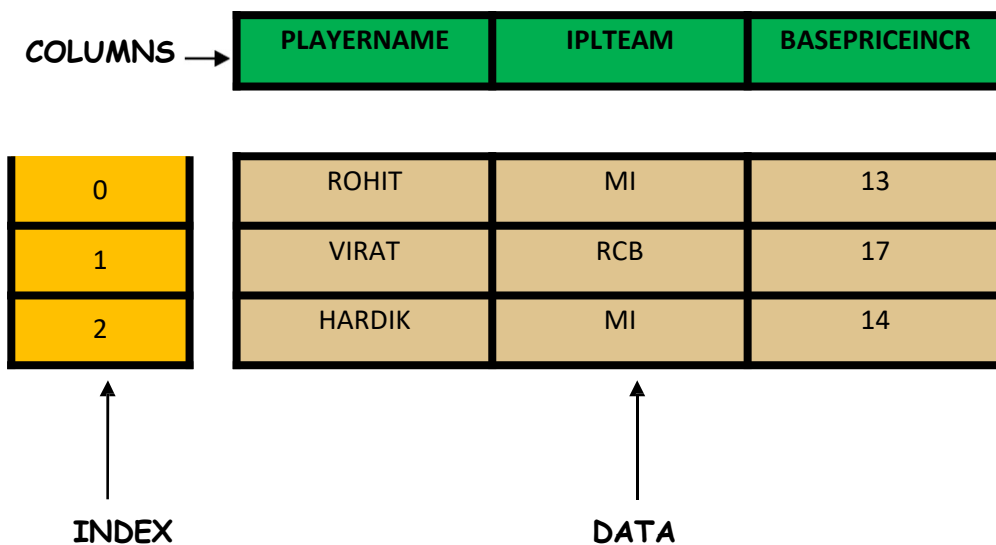 COLUMNS PLAYERNAME IPLTEAM BASEPRICEINCR
0 ROHIT MI 13
1 VIRAT RCB 17
2 HARDIK MI 14
INDEX DATA